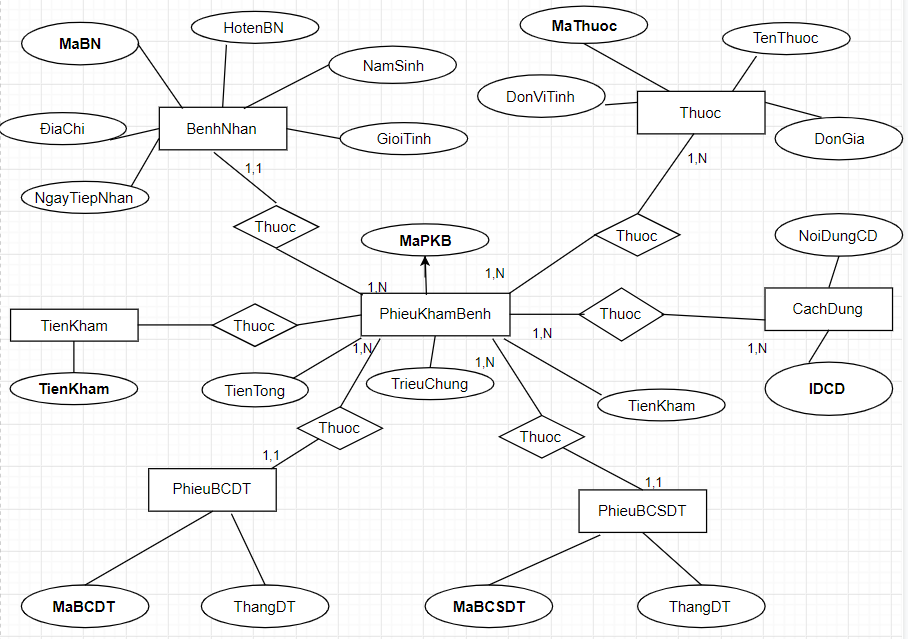 MaBN
HotenBN
NamSinh
ĐiaChi
BenhNhan
GioiTinh
NgayTiepNhan
1,1
Thuoc
MaThuoc
TenThuoc
DonViTinh
Thuoc
DonGia
1,N
Thuoc
MaPKB
1,N
1,N
PhieuKhamBenh
NoiDungCD
Thuoc
CachDung
1,N
1,N
IDCD
TienKham
Thuoc
TienKham
1,N
TienTong
TrieuChung
1,N
TienKham
Thuoc
Thuoc
1,1
PhieuBCDT
1,1
PhieuBCSDT
MaBCDT
ThangDT
MaBCSDT
ThangDT